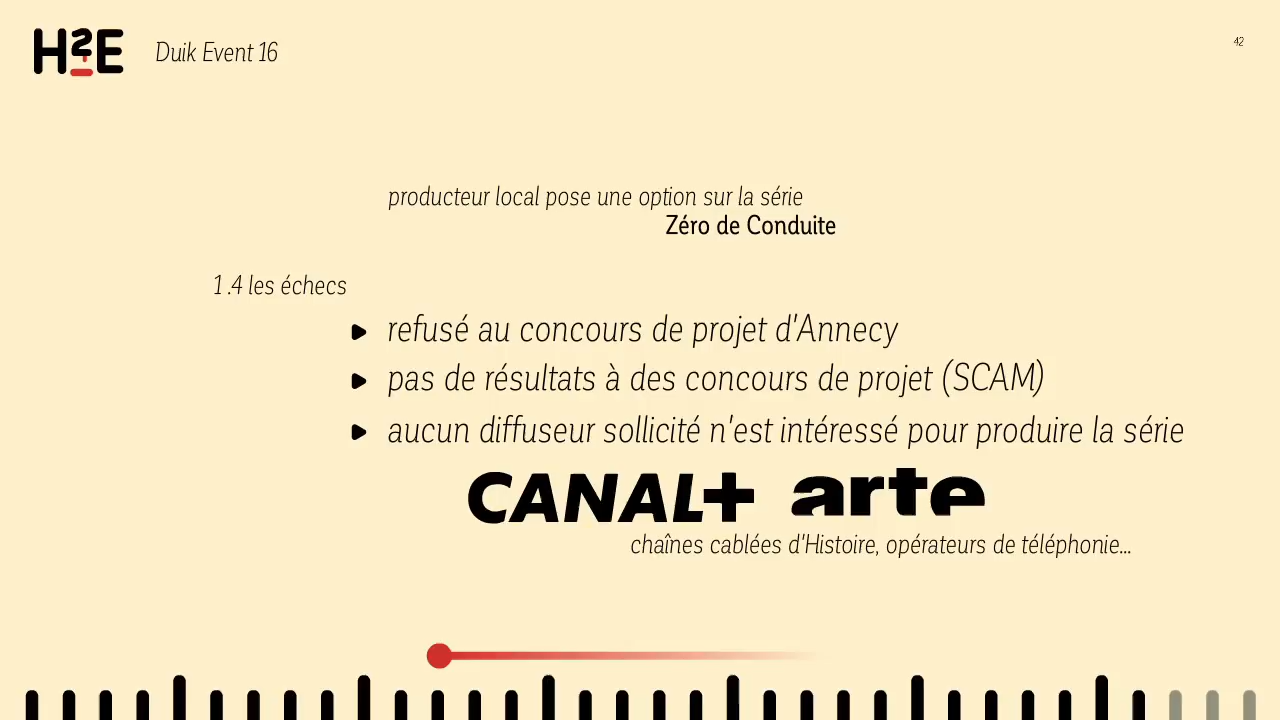 H2E
Duik Event 16
42
producteur local pose une option sur la série
Zéro de Conduite
1.4 les échecs
refusé au concours de projet d'Annecy
pas de résultats à des concours de projet (SCAM)
aucun diffuseur sollicité n'est intéressé pour produire la série
CANAL+ arte
chaînes cablées d'Histoire, opérateurs de téléphonie...